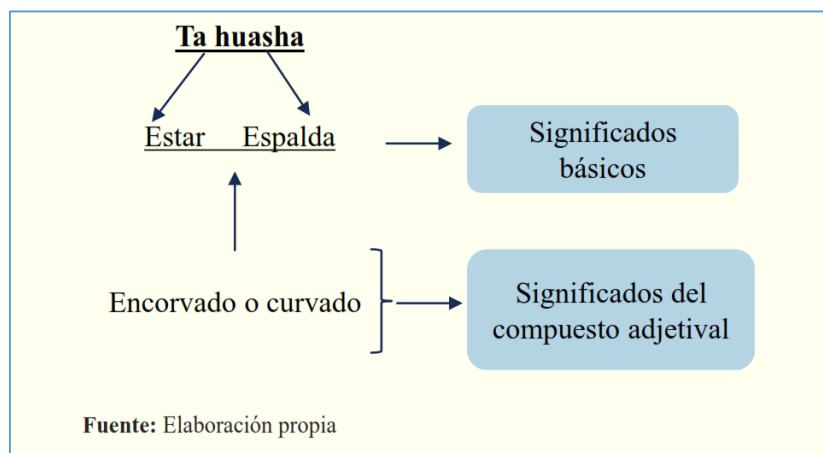 Ta huasha
Estar Espalda
Significados
básicos
Encorvado o curvado
Significados del
compuesto adjetival
Fuente: Elaboración propia